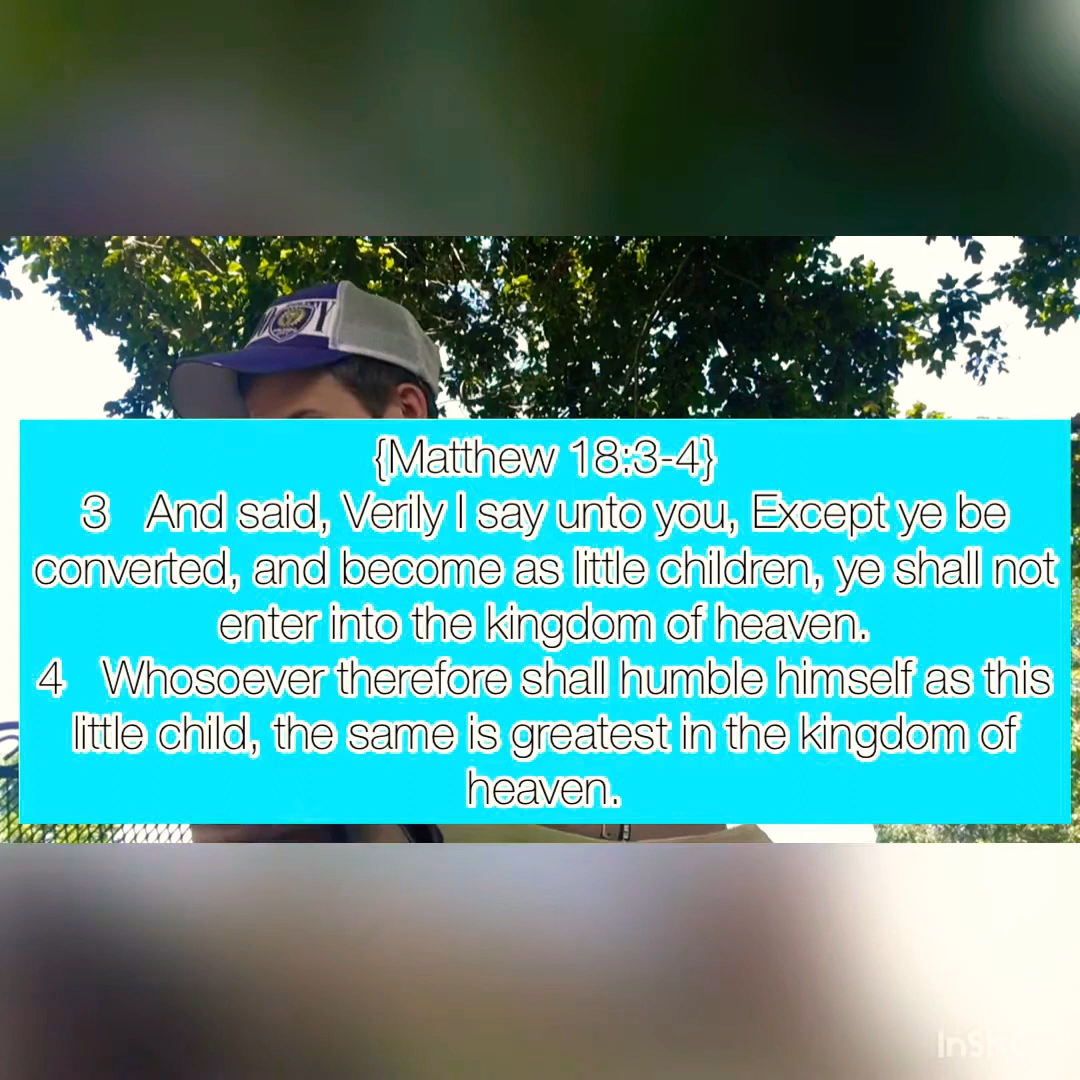 {Matthew 18:3-4}
3 And said, Verily I say unto you, Except ye be
converted, and become as little children, ye shall not
enter into the kingdom of heaven.
4 Whosoever therefore shall humble himself as this
little child, the same is greatest in the kingdom of
heaven.